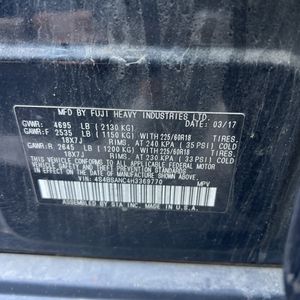 MFD. BY FUJI HEAVY INDUSTRIES LTD.
GVWR: 4695 LB ( 2130 KG) DATE: 03/17
GAWR:F 2535 LB ( 1150 KG) WITH 225/60R18 TIRES,
18X7J RIMS, AT 240 KPA ( 35 PSI) COLD
GAWR:R 2645 LB ( 1200 KG) WITH 225/60R18 TIRES,
18X7J RIMS, AT 230 KPA ( 33 PSI) COLD
THIS VEHICLE CONFORMS TO ALL APPLICABLE
FEDERAL MOTOR VEHICLE SAFETY, BUMPER, AND
THEFT PREVENTION STANDARDS IN EFFECT ON THE
DATE OF MANUFACTURE SHOWN ABOVE.
VIN: 4S4BSANC4H3369770 MPV
ASSEMBLED BY SIA, INC. IN U.S.A.